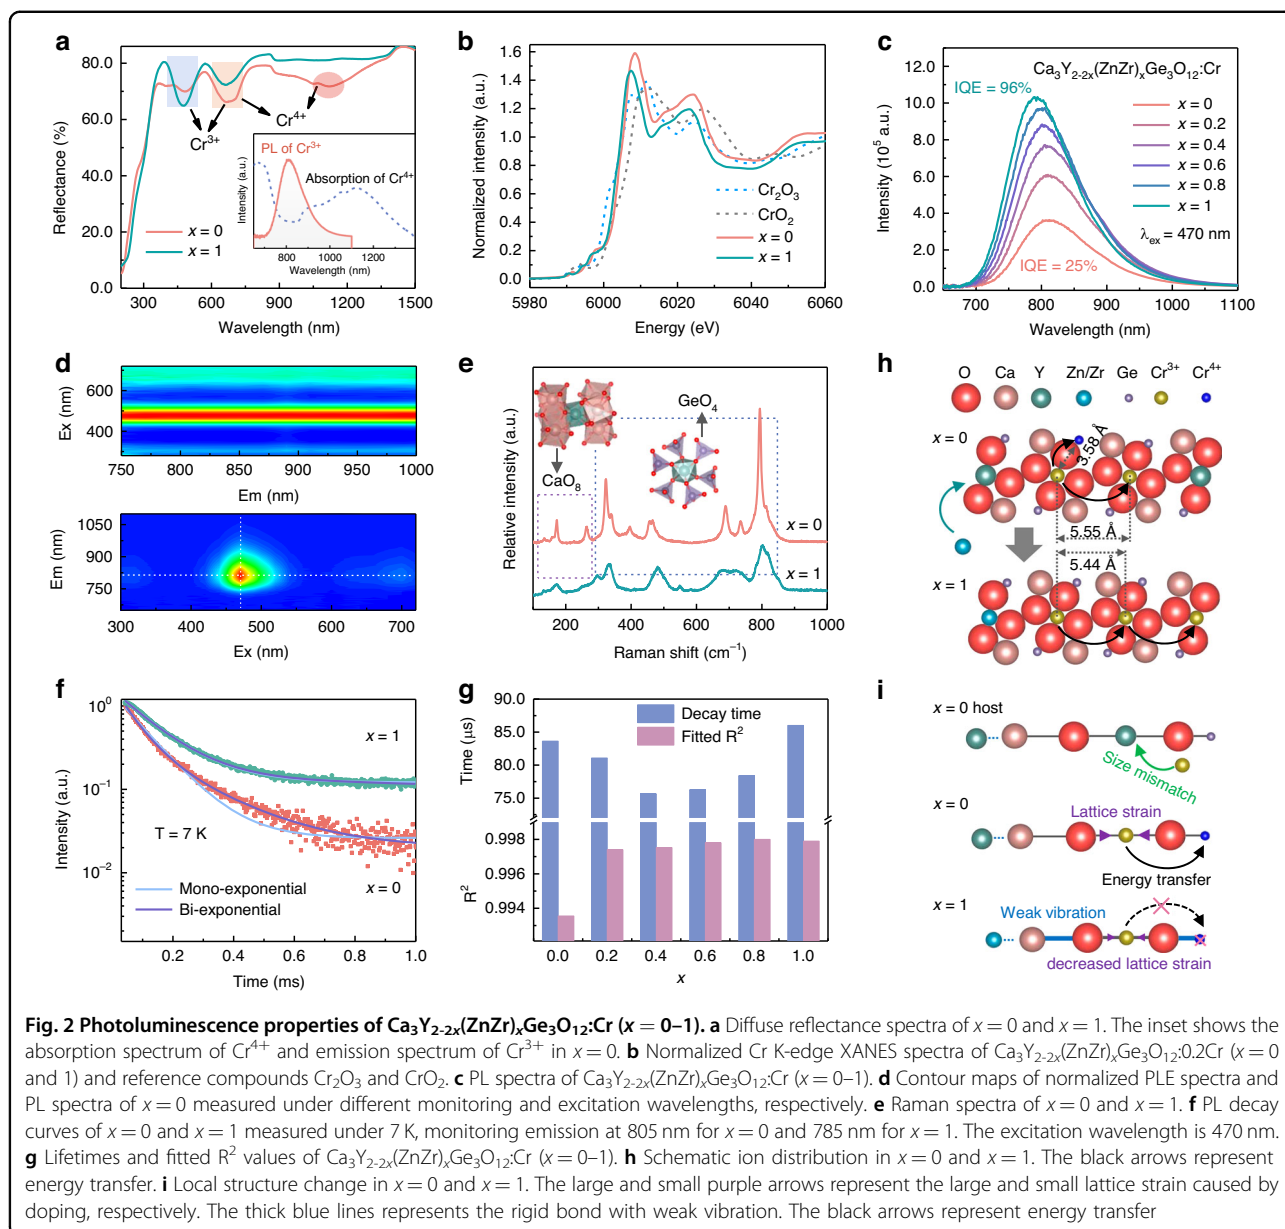 a
Reflectance (%)
80.0
60.0
40.0
20.0
0.0
300
600
900
1200
1500
Wavelength (nm)
Cr³⁺
Cr⁴⁺
x = 0
x = 1
PL of Cr³⁺
Absorption of Cr⁴⁺
Intensity (a.u.)
800
1000
1200
Wavelength (nm)
b
Normalized intensity (a.u.)
1.6
1.4
1.2
1.0
0.8
0.6
0.4
0.2
0.0
5980
6000
6020
6040
6060
Energy (eV)
Cr₂O₃
CrO₂
x = 0
x = 1
c
Intensity (10⁵ a.u.)
12.0
10.0
8.0
6.0
4.0
2.0
0.0
700
800
900
1000
1100
Wavelength (nm)
Ca₃Y₂₋₂ₓ(ZnZr)ₓGe₃O₁₂:Cr
IQE = 96%
x = 0
x = 0.2
x = 0.4
x = 0.6
x = 0.8
x = 1
λex = 470 nm
IQE = 25%
d
Ex (nm)
600
400
750
800
850
900
950
1000
Em (nm)
Em (nm)
1050
900
750
300
400
500
600
700
Ex (nm)
e
Relative intensity (a.u.)
CaO₈
GeO₄
x = 0
x = 1
200
400
600
800
1000
Raman shift (cm⁻¹)
h
O Ca Y Zn/Zr Ge Cr³⁺ Cr⁴⁺
x = 0
3.58 Å
5.55 Å
5.44 Å
x = 1
f
Intensity (a.u.)
10⁰
10⁻¹
10⁻²
x = 1
T = 7 K
x = 0
Mono-exponential
Bi-exponential
0.2
0.4
0.6
0.8
1.0
Time (ms)
g
Time (μs)
90.0
85.0
80.0
75.0
R²
0.998
0.996
0.994
Decay time
Fitted R²
0.0
0.2
0.4
0.6
0.8
1.0
x
i
x = 0 host
Size mismatch
x = 0
Lattice strain
Energy transfer
x = 1
Weak vibration
decreased lattice strain
Fig. 2 Photoluminescence properties of Ca₃Y₂₋₂ₓ(ZnZr)ₓGe₃O₁₂:Cr (x = 0–1). a Diffuse reflectance spectra of x = 0 and x = 1. The inset shows the
absorption spectrum of Cr⁴⁺ and emission spectrum of Cr³⁺ in x = 0. b Normalized Cr K-edge XANES spectra of Ca₃Y₂₋₂ₓ(ZnZr)ₓGe₃O₁₂:0.2Cr (x = 0
and 1) and reference compounds Cr₂O₃ and CrO₂. c PL spectra of Ca₃Y₂₋₂ₓ(ZnZr)ₓGe₃O₁₂:Cr (x = 0–1). d Contour maps of normalized PLE spectra and
PL spectra of x = 0 measured under different monitoring and excitation wavelengths, respectively. e Raman spectra of x = 0 and x = 1. f PL decay
curves of x = 0 and x = 1 measured under 7 K, monitoring emission at 805 nm for x = 0 and 785 nm for x = 1. The excitation wavelength is 470 nm.
g Lifetimes and fitted R² values of Ca₃Y₂₋₂ₓ(ZnZr)ₓGe₃O₁₂:Cr (x = 0–1). h Schematic ion distribution in x = 0 and x = 1. The black arrows represent
energy transfer. i Local structure change in x = 0 and x = 1. The large and small purple arrows represent the large and small lattice strain caused by
doping, respectively. The thick blue lines represents the rigid bond with weak vibration. The black arrows represent energy transfer